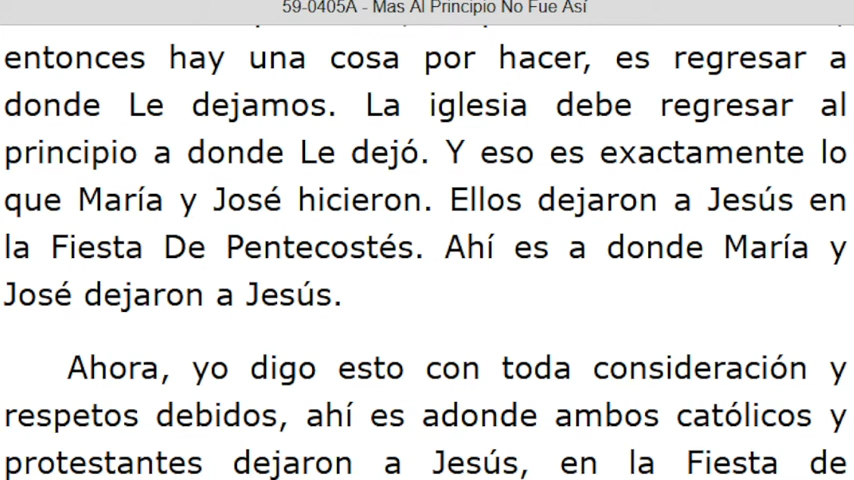 59-0405A - Mas Al Principio No Fue Así
entonces hay una cosa por hacer, es regresar a
donde Le dejamos. La iglesia debe regresar al
principio a donde Le dejó. Y eso es exactamente lo
que María y José hicieron. Ellos dejaron a Jesús en
la Fiesta De Pentecostés. Ahí es a donde María y
José dejaron a Jesús.
Ahora, yo digo esto con toda consideración y
respetos debidos, ahí es adonde ambos católicos y
protestantes dejaron a Jesús, en la Fiesta de